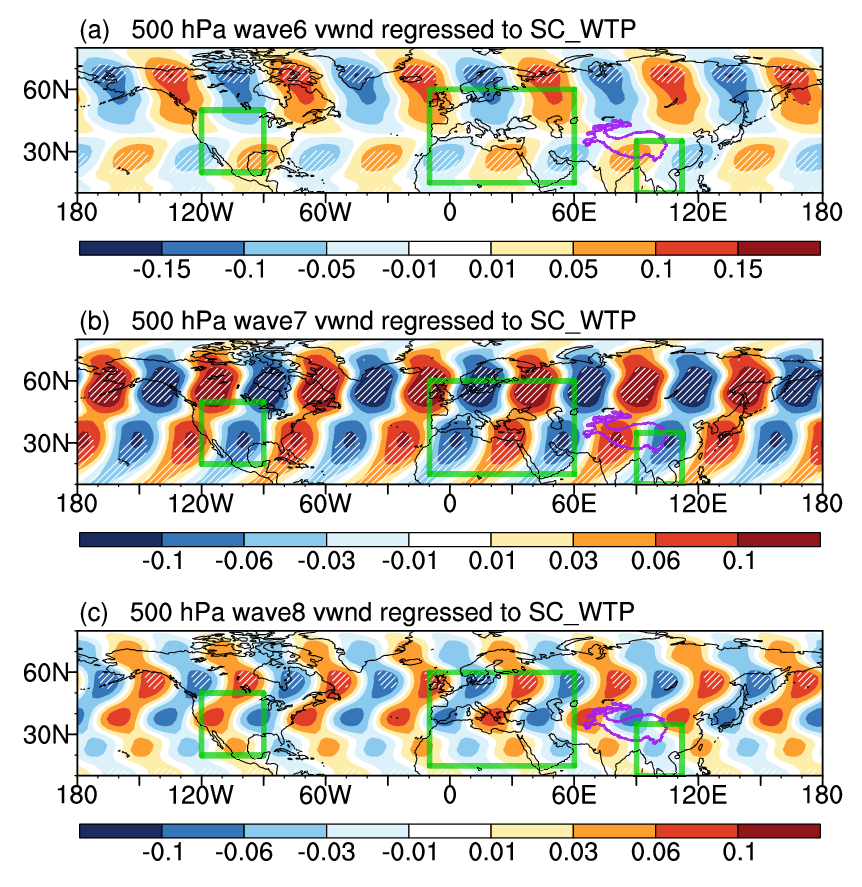 (a) 500 hPa wave6 vwnd regressed to SC_WTP
60N
30N
180 120W 60W 0 60E 120E 180
-0.15 -0.1 -0.05 -0.01 0.01 0.05 0.1 0.15
(b) 500 hPa wave7 vwnd regressed to SC_WTP
60N
30N
180 120W 60W 0 60E 120E 180
-0.1 -0.06 -0.03 -0.01 0.01 0.03 0.06 0.1
(c) 500 hPa wave8 vwnd regressed to SC_WTP
60N
30N
180 120W 60W 0 60E 120E 180
-0.1 -0.06 -0.03 -0.01 0.01 0.03 0.06 0.1